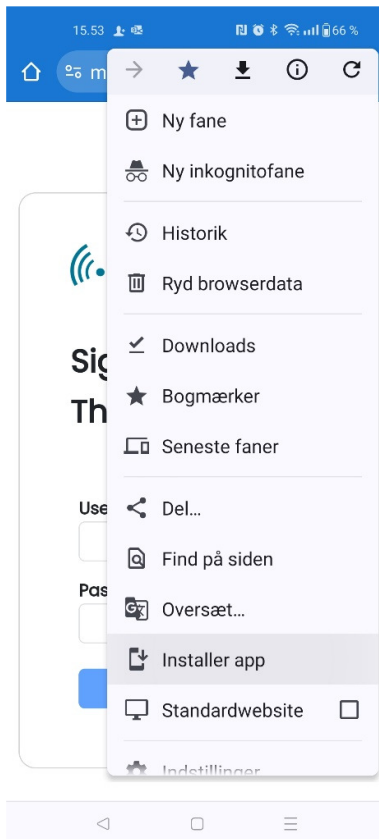 15.53 66 %
m
Ny fane
Ny inkognitofane
Historik
Ryd browserdata
Sig
Downloads
Th
Bogmærker
Seneste faner
Use
Del...
Find på siden
Pas
Oversæt...
Installer app
Standardwebsite
Indstillinger